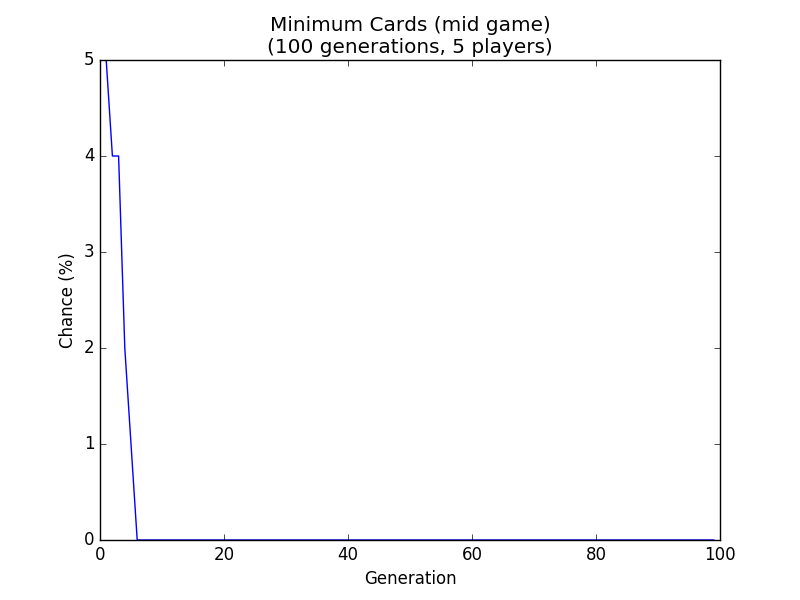 Minimum Cards (mid game)
(100 generations, 5 players)
5
4
3
2
1
0
Chance (%)
0 20 40 60 80 100
Generation